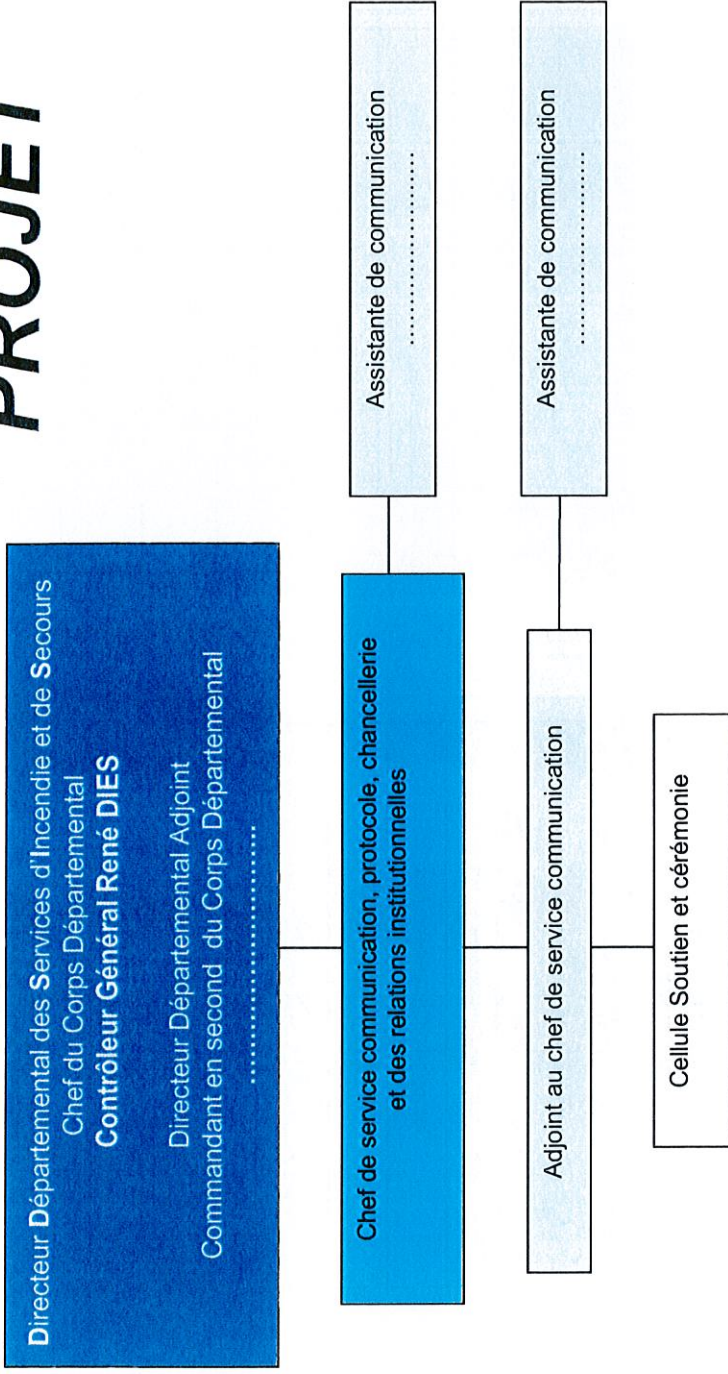 PROJET
Directeur Départemental des Services d'Incendie et de Secours
Chef du Corps Départemental
Contrôleur Général René DIES
Directeur Départemental Adjoint
Commandant en second du Corps Départemental
................................
Chef de service communication, protocole, chancellerie
et des relations institutionnelles
Assistante de communication
........................
Adjoint au chef de service communication
Assistante de communication
........................
Cellule Soutien et cérémonie